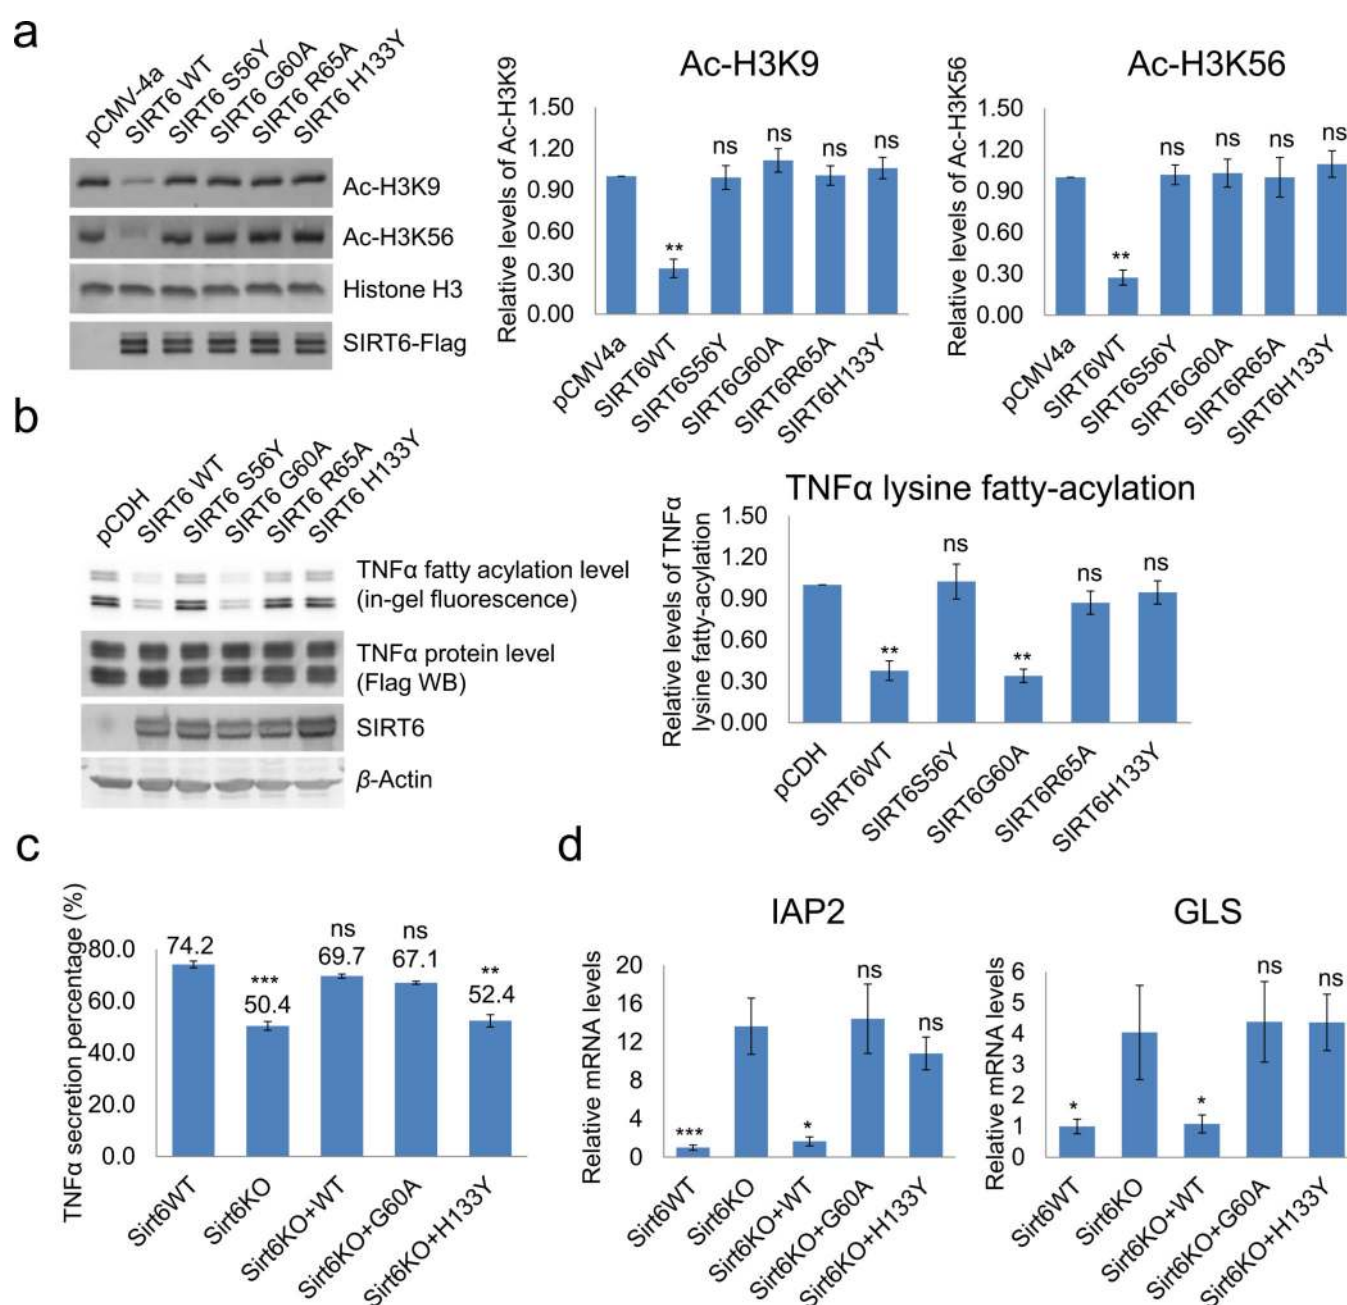 a
pCMV-4a
SIRT6 WT
SIRT6 S56Y
SIRT6 G60A
SIRT6 R65A
SIRT6 H133Y
Ac-H3K9
Ac-H3K56
Histone H3
SIRT6-Flag
Ac-H3K9
Relative levels of Ac-H3K9
1.50
1.20
0.90
0.60
0.30
0.00
**
ns
ns
ns
ns
pCMV4a
SIRT6WT
SIRT6S56Y
SIRT6G60A
SIRT6R65A
SIRT6H133Y
Ac-H3K56
Relative levels of Ac-H3K56
1.50
1.20
0.90
0.60
0.30
0.00
**
ns
ns
ns
ns
pCMV4a
SIRT6WT
SIRT6S56Y
SIRT6G60A
SIRT6R65A
SIRT6H133Y
b
pCDH
SIRT6 WT
SIRT6 S56Y
SIRT6 G60A
SIRT6 R65A
SIRT6 H133Y
TNFα fatty acylation level
(in-gel fluorescence)
TNFα protein level
(Flag WB)
SIRT6
β-Actin
TNFα lysine fatty-acylation
Relative levels of TNFα
lysine fatty-acylation
1.50
1.20
0.90
0.60
0.30
0.00
**
ns
**
ns
ns
pCDH
SIRT6WT
SIRT6S56Y
SIRT6G60A
SIRT6R65A
SIRT6H133Y
c
TNFα secretion percentage (%)
80.0
60.0
40.0
20.0
0.0
74.2
***
50.4
ns
69.7
ns
67.1
**
52.4
Sirt6WT
Sirt6KO
Sirt6KO+WT
Sirt6KO+G60A
Sirt6KO+H133Y
d
IAP2
Relative mRNA levels
20
16
12
8
4
0
***
*
ns
ns
Sirt6WT
Sirt6KO
Sirt6KO+WT
Sirt6KO+G60A
Sirt6KO+H133Y
GLS
Relative mRNA levels
6
5
4
3
2
1
0
*
*
ns
ns
Sirt6WT
Sirt6KO
Sirt6KO+WT
Sirt6KO+G60A
Sirt6KO+H133Y